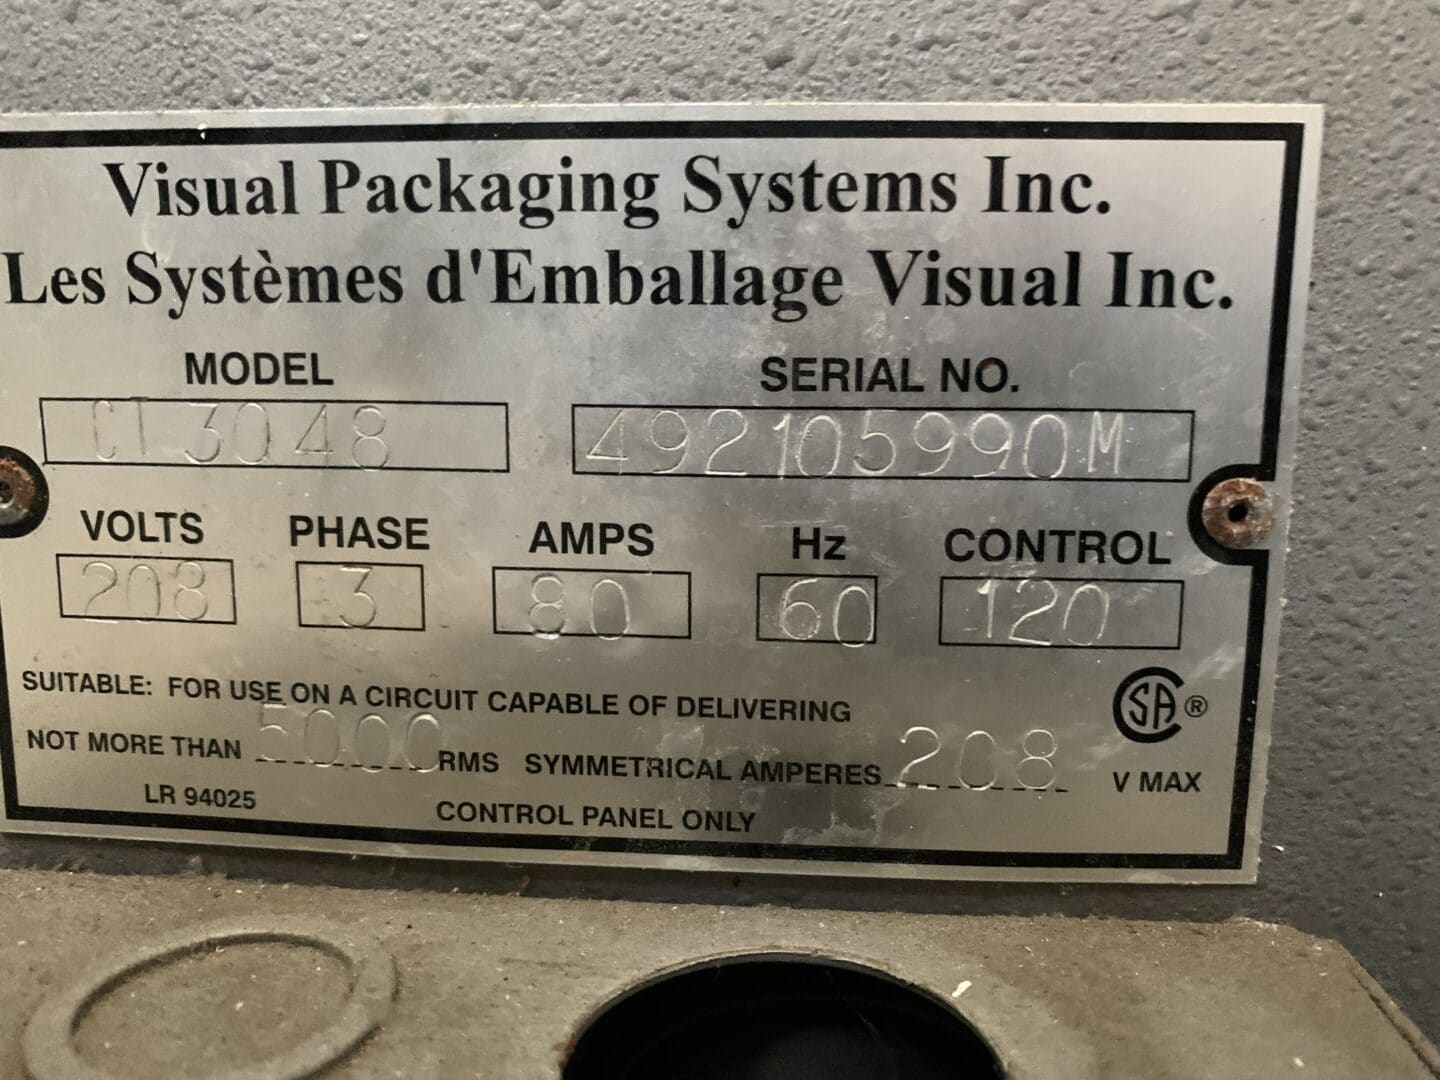 Visual Packaging Systems Inc.
Les Systèmes d'Emballage Visual Inc.
MODEL SERIAL NO.
CT 3048 492105990M
VOLTS PHASE AMPS Hz CONTROL
208 3 80 60 120
SUITABLE: FOR USE ON A CIRCUIT CAPABLE OF DELIVERING
NOT MORE THAN 5000 RMS SYMMETRICAL AMPERES 208 V MAX
LR 94025 CONTROL PANEL ONLY
SA ®